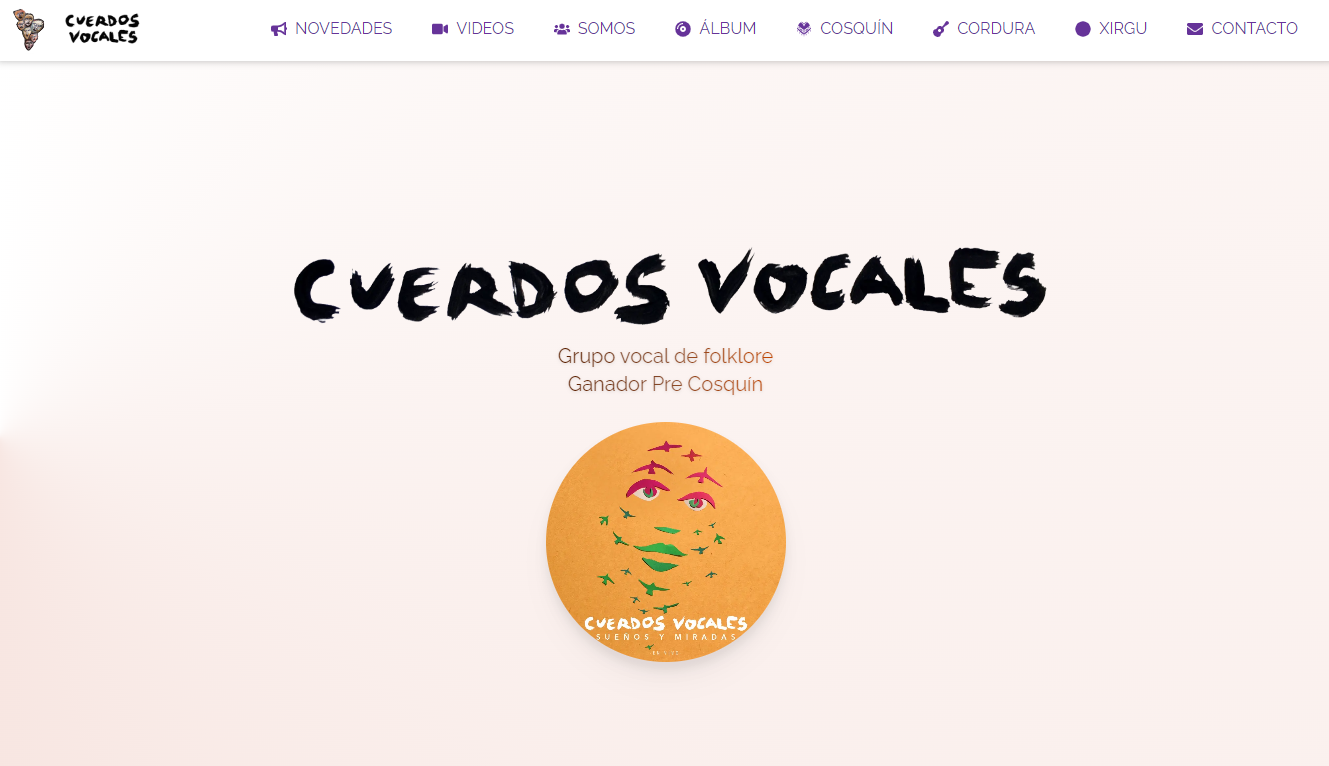 CUERDOS
VOCALES
NOVEDADES
VIDEOS
SOMOS
ÁLBUM
COSQUÍN
CORDURA
XIRGU
CONTACTO
CUERDOS VOCALES
Grupo vocal de folklore
Ganador Pre Cosquín
CUERDOS VOCALES
SUEÑOS Y MIRADAS